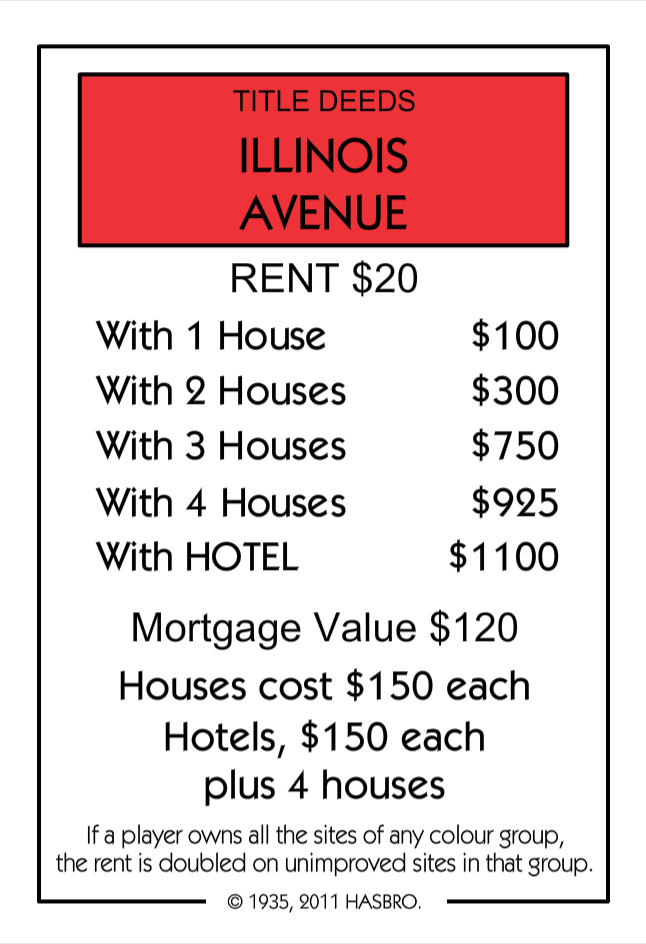 TITLE DEEDS
ILLINOIS
AVENUE
RENT $20
With 1 House $100
With 2 Houses $300
With 3 Houses $750
With 4 Houses $925
With HOTEL $1100
Mortgage Value $120
Houses cost $150 each
Hotels, $150 each
plus 4 houses
If a player owns all the sites of any colour group,
the rent is doubled on unimproved sites in that group.
© 1935, 2011 HASBRO.